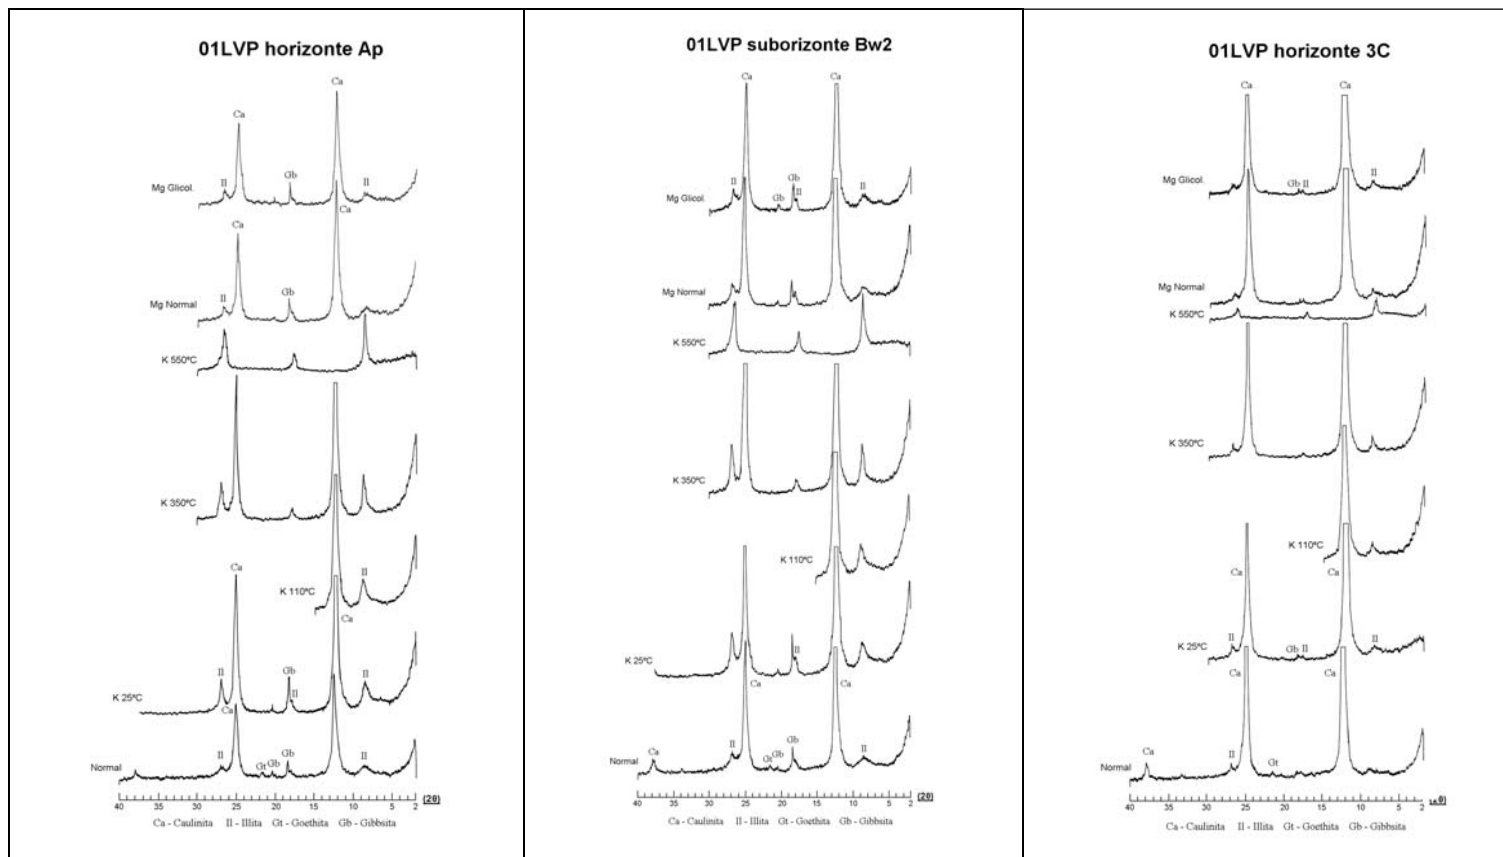 01LVP horizonte Ap
Ca
Ca
Il
Gb
Il
Mg Glicol.
Ca
Ca
Il
Gb
Mg Normal
K 550ºC
K 350ºC
Il
K 110ºC
Ca
Ca
Il
Gb
Il
Il
K 25ºC
Ca
Il
Gt
Gb
Gb
Il
Normal
40 35 30 25 20 15 10 5 2 (2θ)
Ca - Caulinita Il - Illita Gt - Goethita Gb - Gibbsita
01LVP suborizonte Bw2
Ca
Ca
Il
Gb
Gb
Il
Il
Mg Glicol.
Mg Normal
K 550ºC
K 350ºC
K 110ºC
Il
K 25ºC
Ca
Ca
Ca
Il
Gt
Gb
Gb
Il
Normal
40 35 30 25 20 15 10 5 2 (2θ)
Ca - Caulinita Il - Illita Gt - Goethita Gb - Gibbsita
01LVP horizonte 3C
Ca
Ca
Gb
Il
Il
Mg Glicol.
Mg Normal
K 550ºC
K 350ºC
K 110ºC
Ca
Ca
Il
Gb
Il
Il
K 25ºC
Ca
Ca
Ca
Il
Gt
Normal
40 35 30 25 20 15 10 5 2
Ca - Caulinita Il - Illita Gt - Goethita Gb - Gibbsita